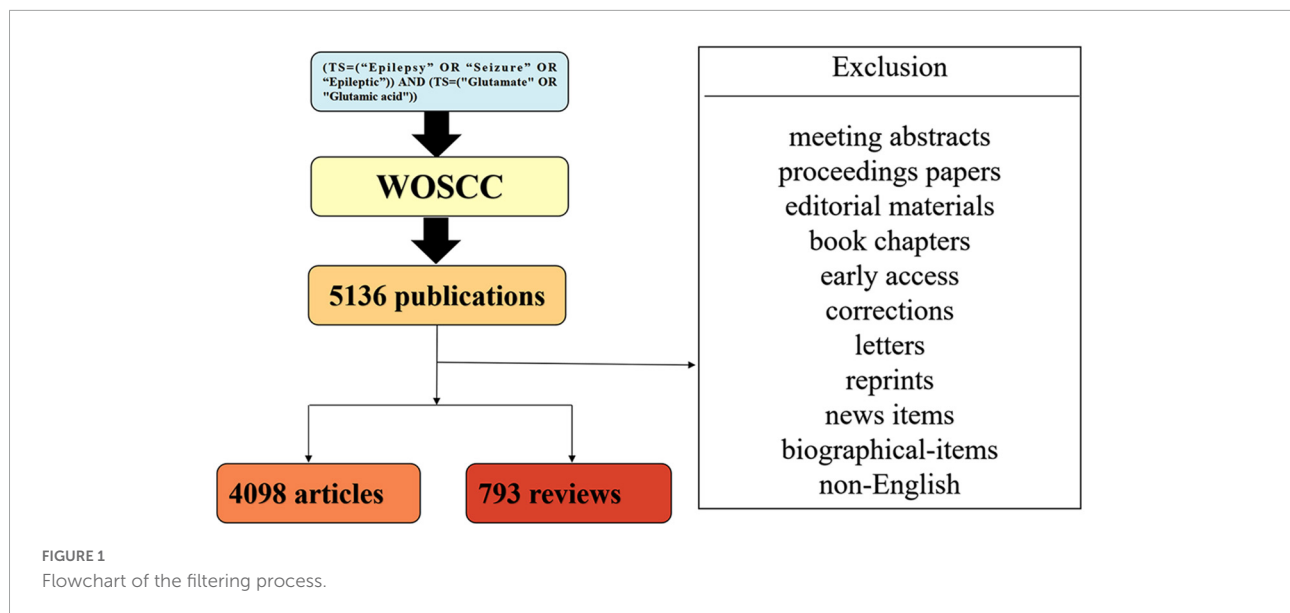 (TS=(“Epilepsy” OR “Seizure” OR
“Epileptic”)) AND (TS=("Glutamate" OR
"Glutamic acid"))
WOSCC
5136 publications
4098 articles
793 reviews
Exclusion
meeting abstracts
proceedings papers
editorial materials
book chapters
early access
corrections
letters
reprints
news items
biographical-items
non-English
FIGURE 1
Flowchart of the filtering process.